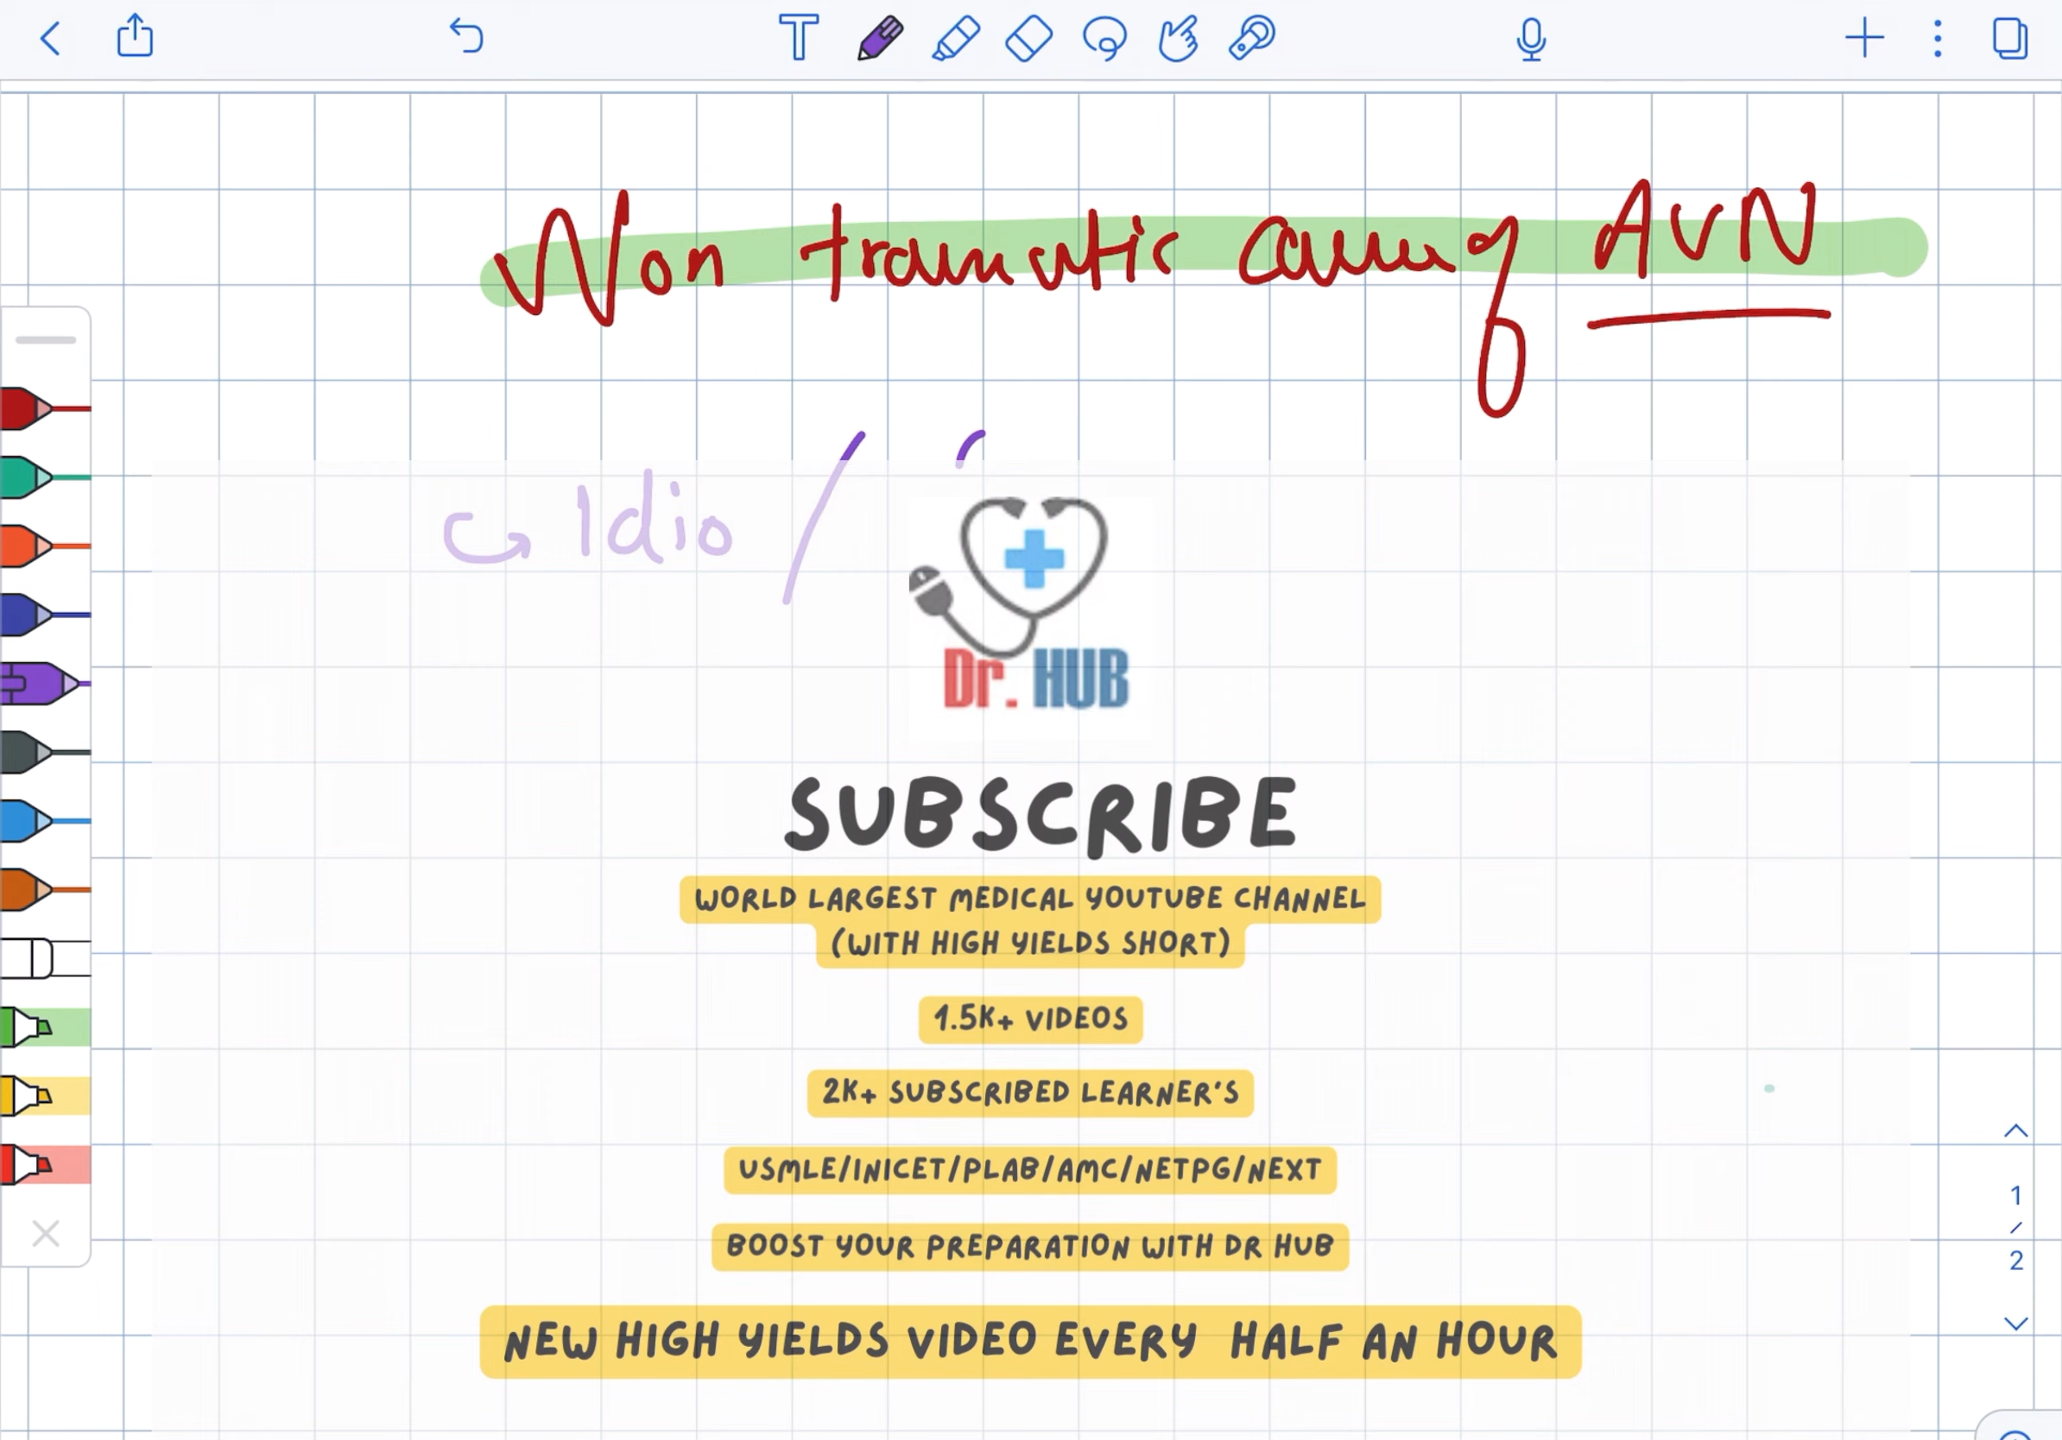 Non traumatic causes of AVN
Idio /
Dr. HUB
SUBSCRIBE
WORLD LARGEST MEDICAL YOUTUBE CHANNEL
(WITH HIGH YIELDS SHORT)
1.5K+ VIDEOS
2K+ SUBSCRIBED LEARNER'S
USMLE/INICET/PLAB/AMC/NETPG/NEXT
BOOST YOUR PREPARATION WITH DR HUB
NEW HIGH YIELDS VIDEO EVERY HALF AN HOUR
1
/
2